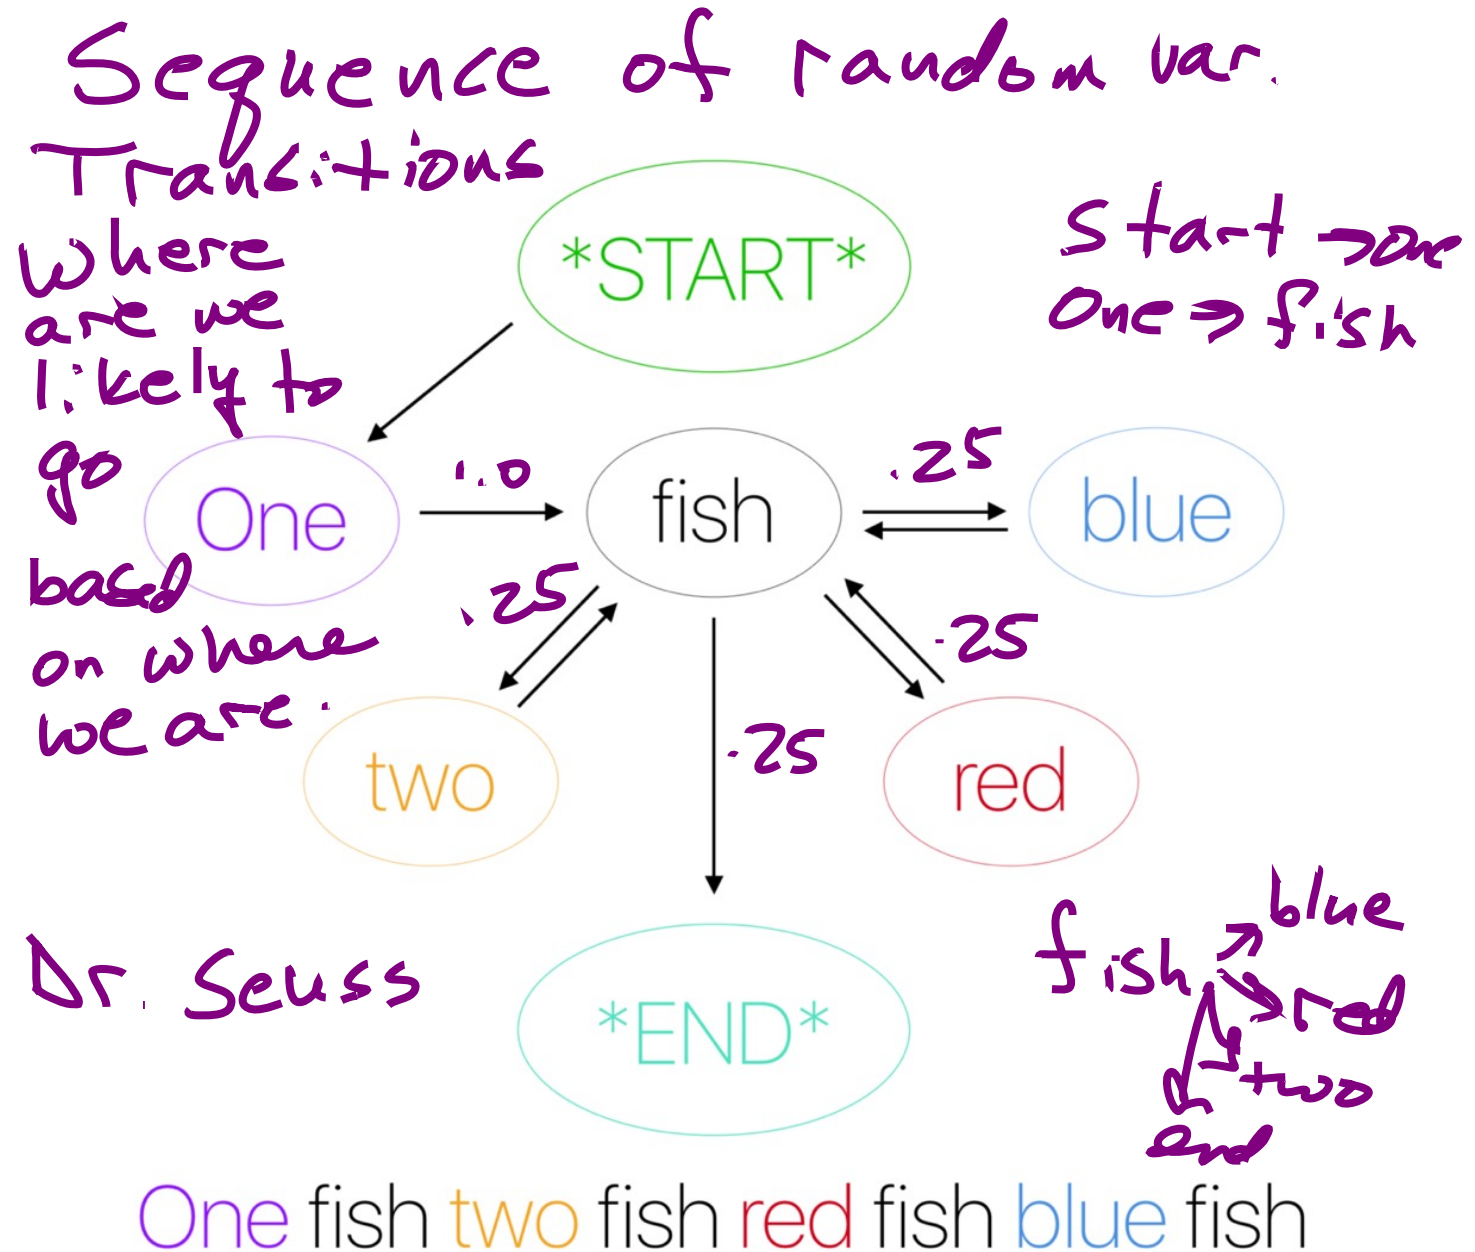 Sequence of random var.
Transitions
*START*
where
are we
likely to
go
based
on where
we are.
Start → one
One ⇒ fish
One
1.0
fish
.25
blue
.25
.25
.25
two
red
Dr. Seuss
*END*
fish
blue
red
two
end
One fish two fish red fish blue fish